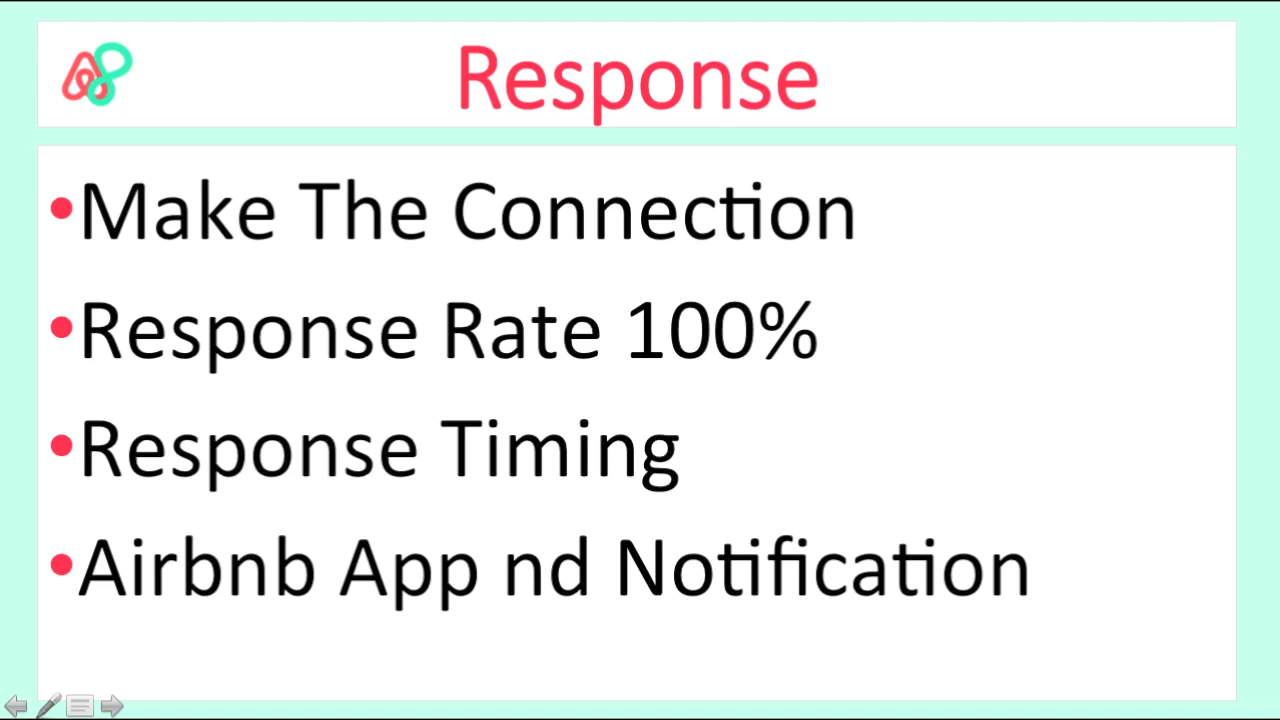 Response
•Make The Connection
•Response Rate 100%
•Response Timing
•Airbnb App nd Notification